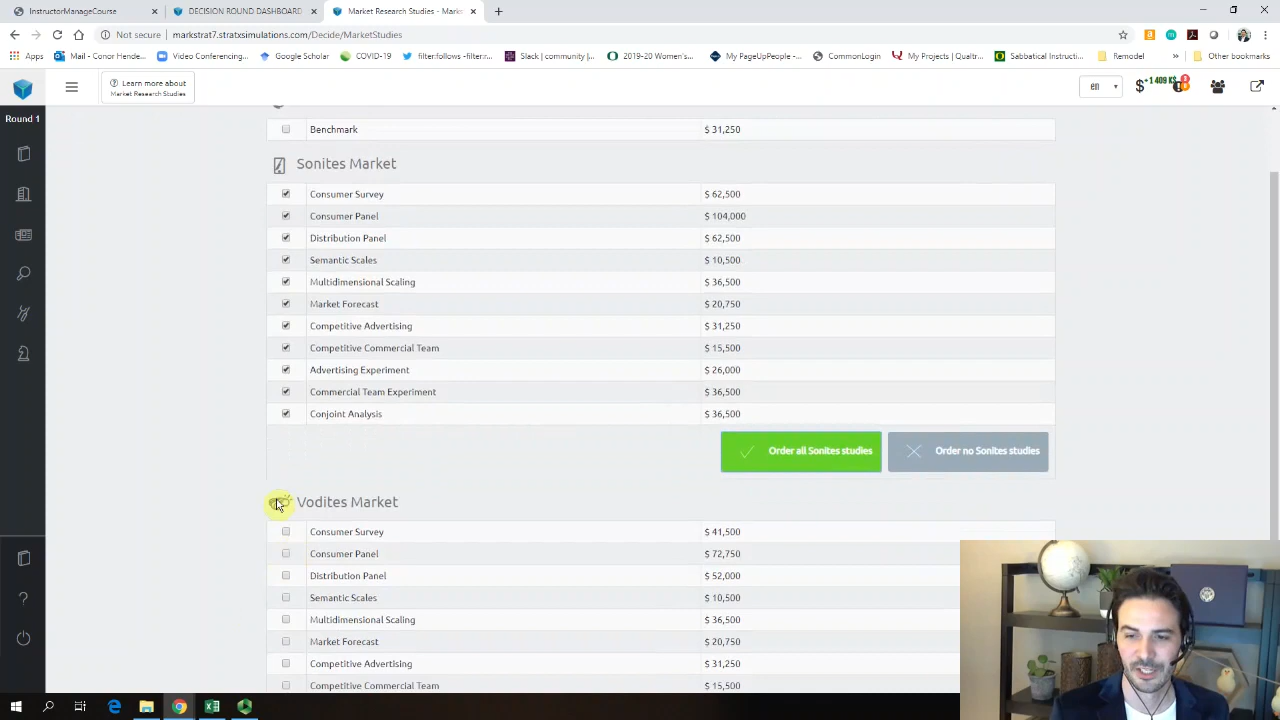 InstructorManageCourse
DECISION ROUND DASHBOARD
Market Research Studies - Marks
Not secure | markstrat7.stratxsimulations.com/Decide/MarketStudies
Apps
Mail - Conor Hende...
Video Conferencing...
Google Scholar
COVID-19
filter:follows -filter:r...
Slack | community |...
2019-20 Women's...
My PageUpPeople -...
CommonLogin
My Projects | Qualtr...
Sabbatical Instructi...
Remodel
»
Other bookmarks
Learn more about
Market Research Studies
en
$ +1 409 K$
Round 1
Benchmark $ 31,250
Sonites Market
Consumer Survey $ 62,500
Consumer Panel $ 104,000
Distribution Panel $ 62,500
Semantic Scales $ 10,500
Multidimensional Scaling $ 36,500
Market Forecast $ 20,750
Competitive Advertising $ 31,250
Competitive Commercial Team $ 15,500
Advertising Experiment $ 26,000
Commercial Team Experiment $ 36,500
Conjoint Analysis $ 36,500
Order all Sonites studies
Order no Sonites studies
Vodites Market
Consumer Survey $ 41,500
Consumer Panel $ 72,750
Distribution Panel $ 52,000
Semantic Scales $ 10,500
Multidimensional Scaling $ 36,500
Market Forecast $ 20,750
Competitive Advertising $ 31,250
Competitive Commercial Team $ 15,500